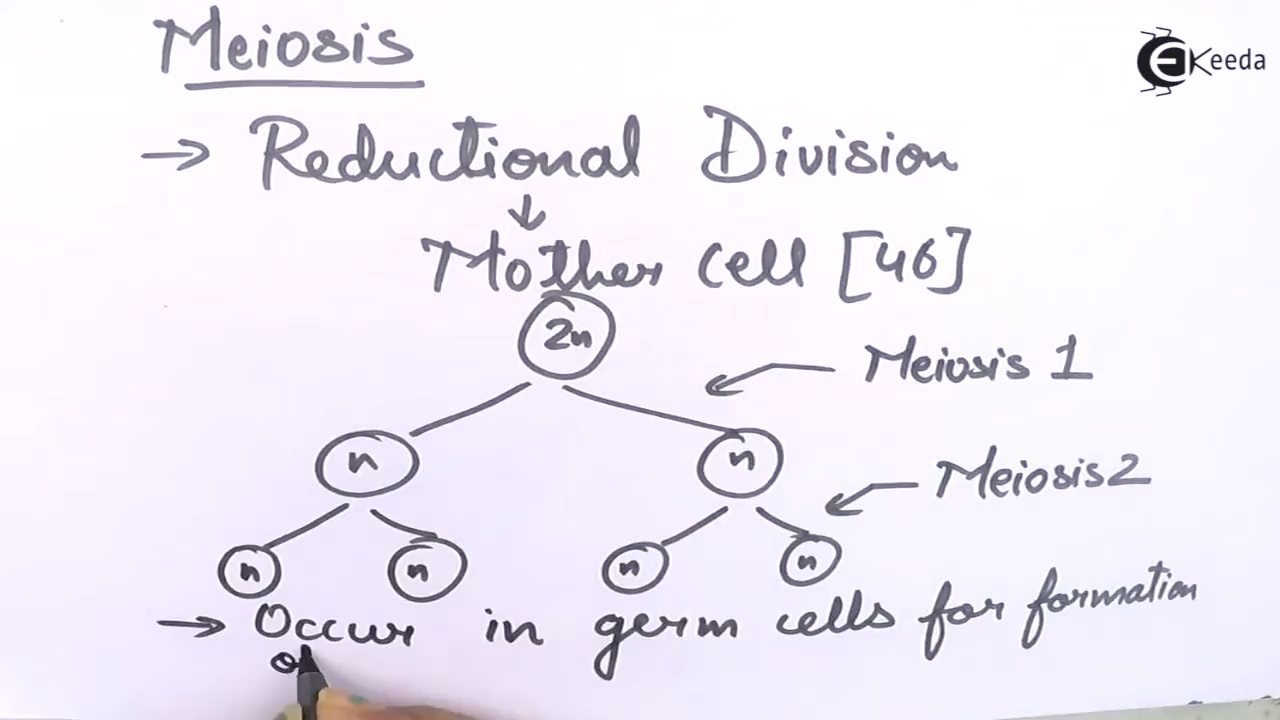 Meiosis
EKeeda
→ Reductional Division
↓
Mother cell [46]
2n
Meiosis 1
n n
Meiosis 2
n n n n
→ Occur in germ cells for formation